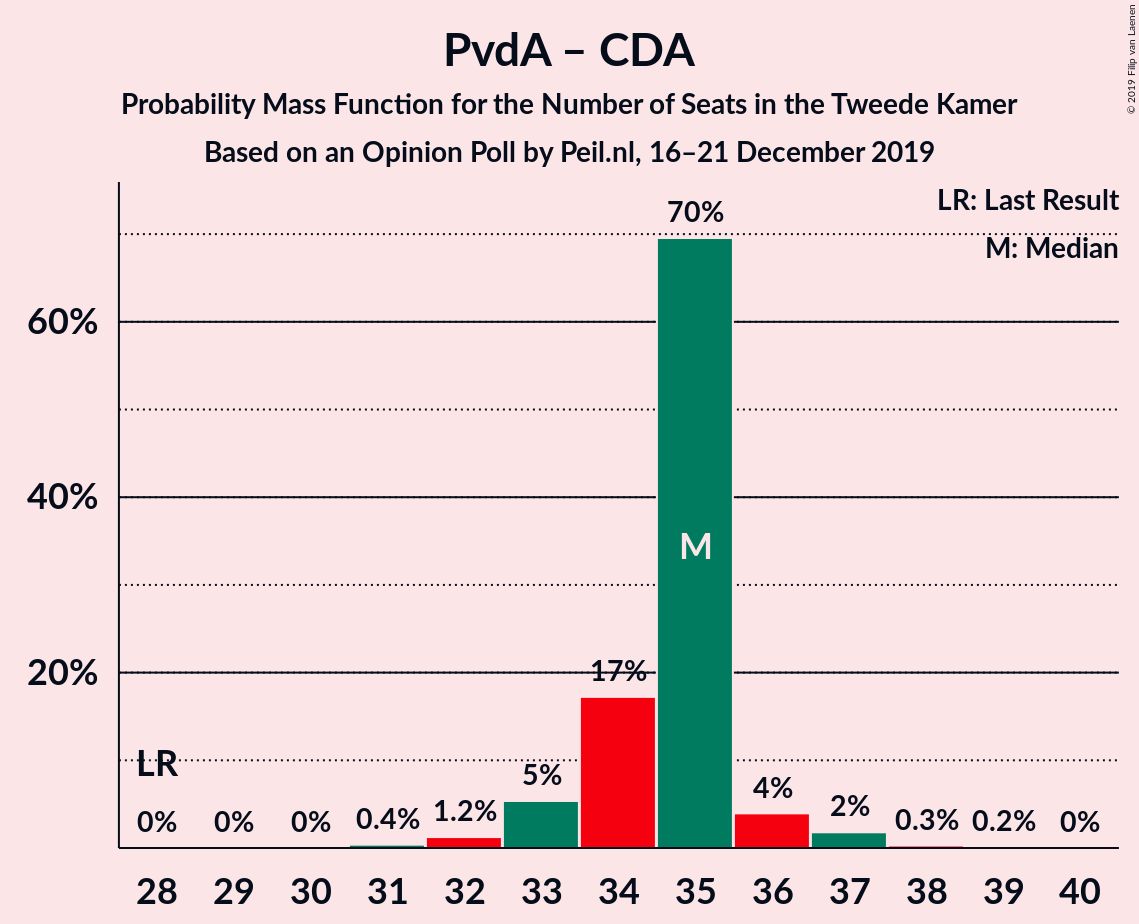 PvdA – CDA
Probability Mass Function for the Number of Seats in the Tweede Kamer
Based on an Opinion Poll by Peil.nl, 16–21 December 2019
© 2019 Filip van Laenen
LR: Last Result
M: Median
60%
40%
20%
LR
M
0%
0%
0%
0.4%
1.2%
5%
17%
70%
4%
2%
0.3%
0.2%
0%
28 29 30 31 32 33 34 35 36 37 38 39 40